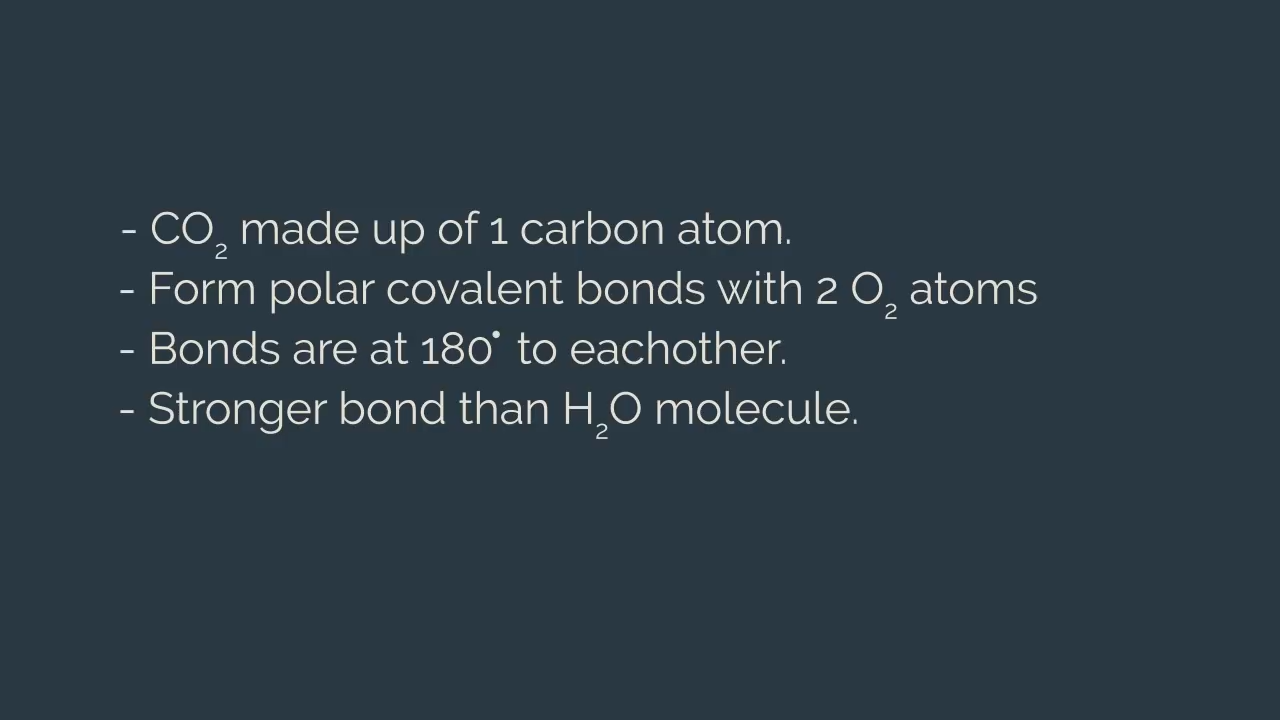 - CO₂ made up of 1 carbon atom.
- Form polar covalent bonds with 2 O₂ atoms
- Bonds are at 180° to eachother.
- Stronger bond than H₂O molecule.